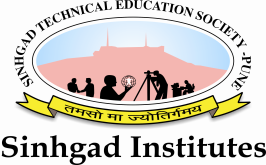 SINHGAD TECHNICAL EDUCATION SOCIETY · PUNE
तमसो मा ज्योतिर्गमय
Sinhgad Institutes